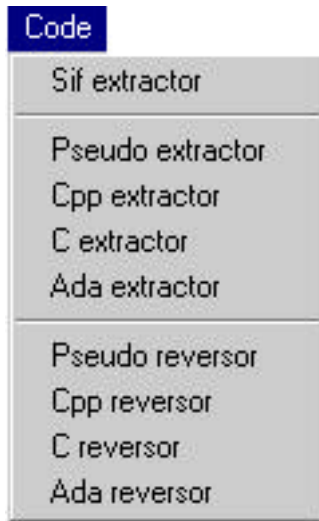 Code
Sif extractor
Pseudo extractor
Cpp extractor
C extractor
Ada extractor
Pseudo reversor
Cpp reversor
C reversor
Ada reversor